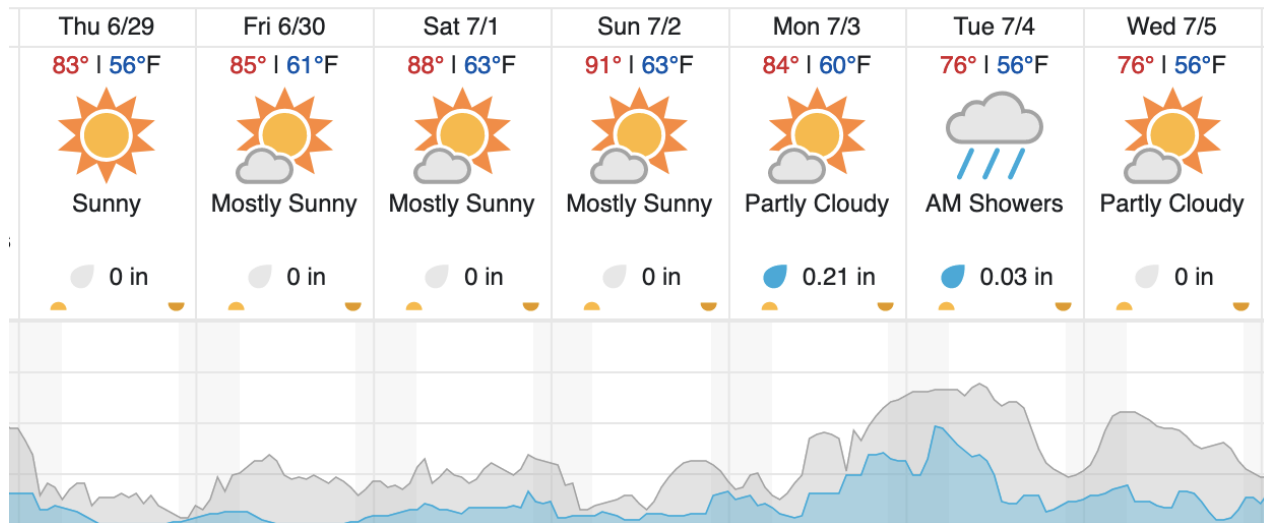 Thu 6/29 Fri 6/30 Sat 7/1 Sun 7/2 Mon 7/3 Tue 7/4 Wed 7/5
83° | 56°F 85° | 61°F 88° | 63°F 91° | 63°F 84° | 60°F 76° | 56°F 76° | 56°F
Sunny Mostly Sunny Mostly Sunny Mostly Sunny Partly Cloudy AM Showers Partly Cloudy
0 in 0 in 0 in 0 in 0.21 in 0.03 in 0 in